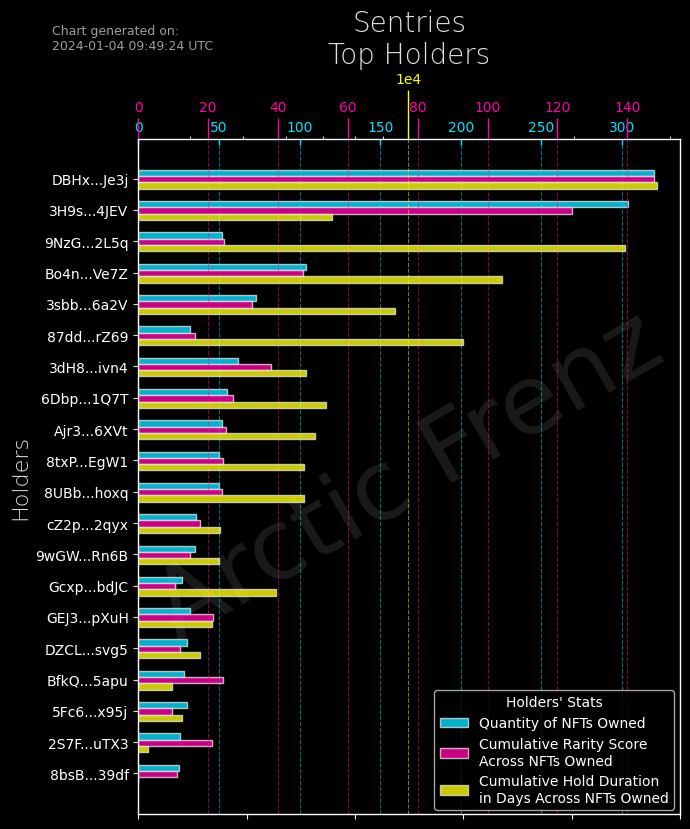 Chart generated on:
2024-01-04 09:49:24 UTC
Sentries
Top Holders
1e4
0 20 40 60 80 100 120 140
0 50 100 150 200 250 300
Holders
DBHx...Je3j
3H9s...4JEV
9NzG...2L5q
Bo4n...Ve7Z
3sbb...6a2V
87dd...rZ69
3dH8...ivn4
6Dbp...1Q7T
Ajr3...6XVt
8txP...EgW1
8UBb...hoxq
cZ2p...2qyx
9wGW...Rn6B
Gcxp...bdJC
GEJ3...pXuH
DZCL...svg5
BfkQ...5apu
5Fc6...x95j
2S7F...uTX3
8bsB...39df
Arctic Frenz
Holders' Stats
Quantity of NFTs Owned
Cumulative Rarity Score
Across NFTs Owned
Cumulative Hold Duration
in Days Across NFTs Owned